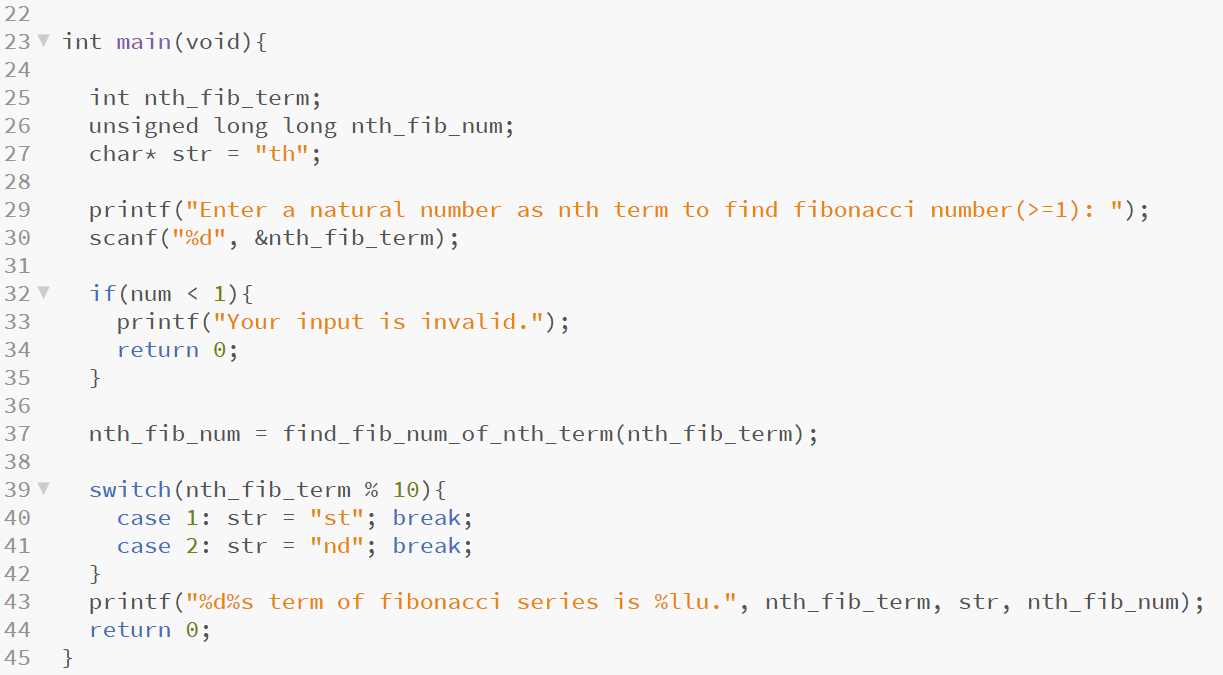 22
23 int main(void){
24
25   int nth_fib_term;
26   unsigned long long nth_fib_num;
27   char* str = "th";
28
29   printf("Enter a natural number as nth term to find fibonacci number(>=1): ");
30   scanf("%d", &nth_fib_term);
31
32   if(num < 1){
33     printf("Your input is invalid.");
34     return 0;
35   }
36
37   nth_fib_num = find_fib_num_of_nth_term(nth_fib_term);
38
39   switch(nth_fib_term % 10){
40     case 1: str = "st"; break;
41     case 2: str = "nd"; break;
42   }
43   printf("%d%s term of fibonacci series is %llu.", nth_fib_term, str, nth_fib_num);
44   return 0;
45 }